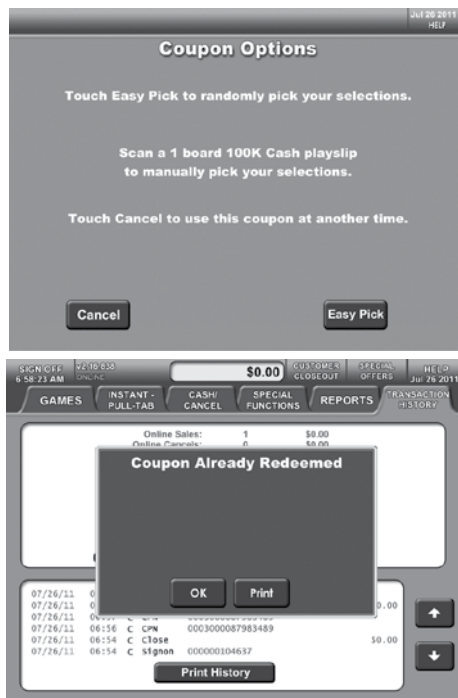 Jul 26 2011
HELP
Coupon Options
Touch Easy Pick to randomly pick your selections.
Scan a 1 board 100K Cash playslip
to manually pick your selections.
Touch Cancel to use this coupon at another time.
Cancel
Easy Pick
SIGN OFF
6:58:23 AM
ONLINE
$0.00
CUSTOMER CLOSEOUT
SPECIAL OFFERS
HELP
Jul 26 2011
GAMES
INSTANT - PULL-TAB
CASH/ CANCEL
SPECIAL FUNCTIONS
REPORTS
TRANSACTION HISTORY
Online Sales: 1 $0.00
Online Cancels: 0 $0.00
Coupon Already Redeemed
OK
Print
07/26/11
07/26/11
07/26/11 06:56 C CPN 0003000087983489
07/26/11 06:54 C Close $0.00
07/26/11 06:54 C signon 000000104637
Print History